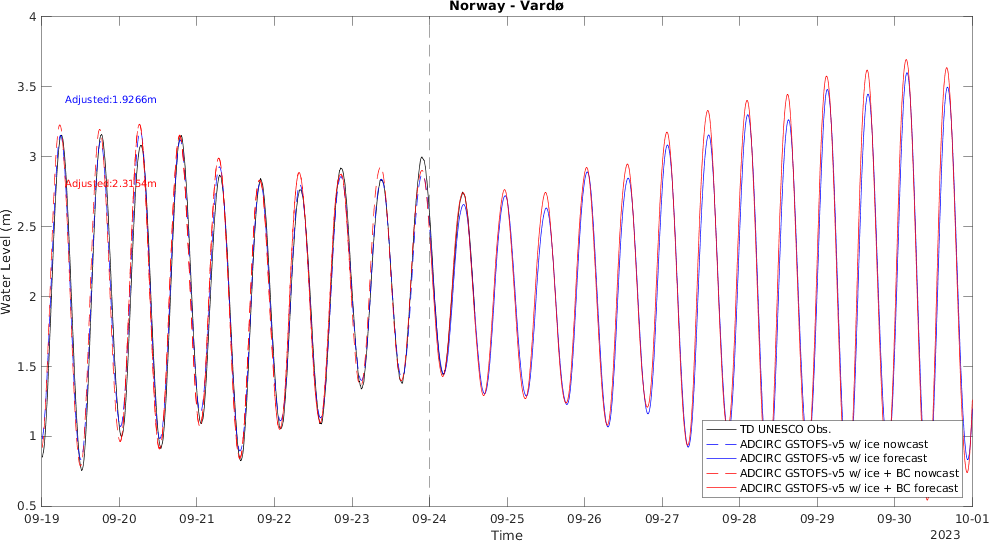 Norway - Vardø
4
3.5
3
2.5
2
1.5
1
0.5
Water Level (m)
Adjusted:1.9266m
Adjusted:2.3154m
TD UNESCO Obs.
ADCIRC GSTOFS-v5 w/ ice nowcast
ADCIRC GSTOFS-v5 w/ ice forecast
ADCIRC GSTOFS-v5 w/ ice + BC nowcast
ADCIRC GSTOFS-v5 w/ ice + BC forecast
09-19 09-20 09-21 09-22 09-23 09-24 09-25 09-26 09-27 09-28 09-29 09-30 10-01
Time
2023